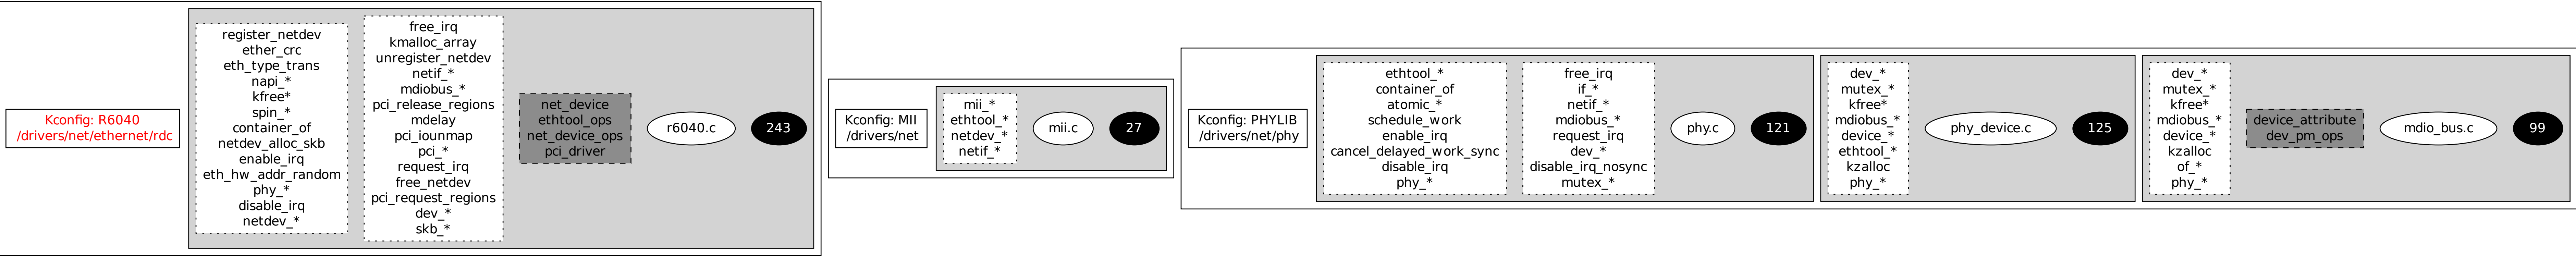 Kconfig: R6040
/drivers/net/ethernet/rdc
register_netdev
ether_crc
eth_type_trans
napi_*
kfree*
spin_*
container_of
netdev_alloc_skb
enable_irq
eth_hw_addr_random
phy_*
disable_irq
netdev_*
free_irq
kmalloc_array
unregister_netdev
netif_*
mdiobus_*
pci_release_regions
mdelay
pci_iounmap
pci_*
request_irq
free_netdev
pci_request_regions
dev_*
skb_*
net_device
ethtool_ops
net_device_ops
pci_driver
r6040.c
243
Kconfig: MII
/drivers/net
mii_*
ethtool_*
netdev_*
netif_*
mii.c
27
Kconfig: PHYLIB
/drivers/net/phy
ethtool_*
container_of
atomic_*
schedule_work
enable_irq
cancel_delayed_work_sync
disable_irq
phy_*
free_irq
if_*
netif_*
mdiobus_*
request_irq
dev_*
disable_irq_nosync
mutex_*
phy.c
121
dev_*
mutex_*
kfree*
mdiobus_*
device_*
ethtool_*
kzalloc
phy_*
phy_device.c
125
dev_*
mutex_*
kfree*
mdiobus_*
device_*
kzalloc
of_*
phy_*
device_attribute
dev_pm_ops
mdio_bus.c
99